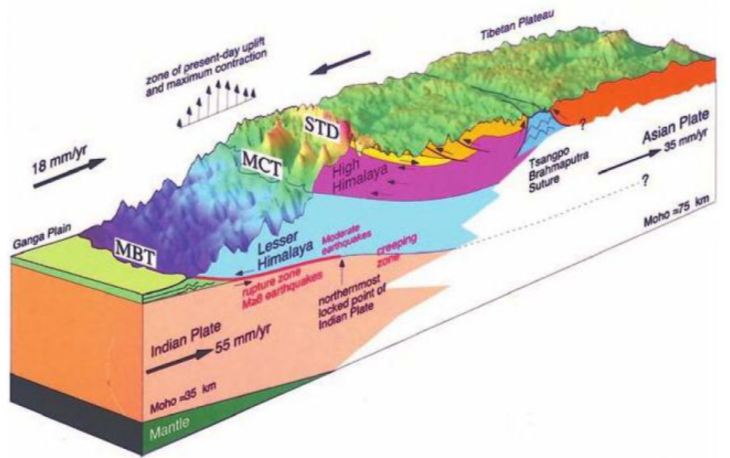 Tibetan Plateau
zone of present-day uplift
and maximum contraction
18 mm/yr
STD
MCT
High
Himalaya
?
Asian Plate
35 mm/yr
Tsangpo
Brahmaputra
Suture
?
Moho ≈75 km
Ganga Plain
MBT
Lesser
Himalaya
Moderate
earthquakes
creeping
zone
rupture zone
M≥8 earthquakes
northernmost
locked point of
Indian Plate
Indian Plate
55 mm/yr
Moho ≈35 km
Mantle